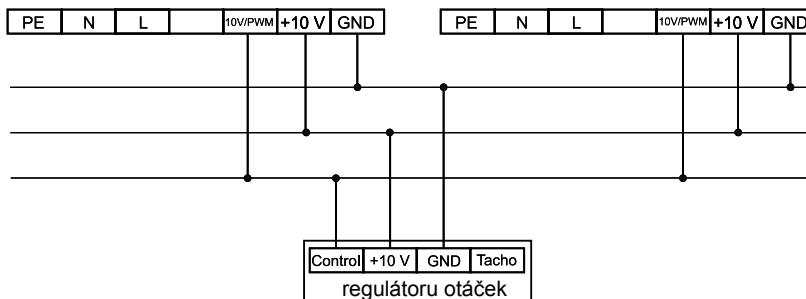 PE N L 10V/PWM +10 V GND PE N L 10V/PWM +10 V GND
Control +10 V GND Tacho
regulátoru otáček